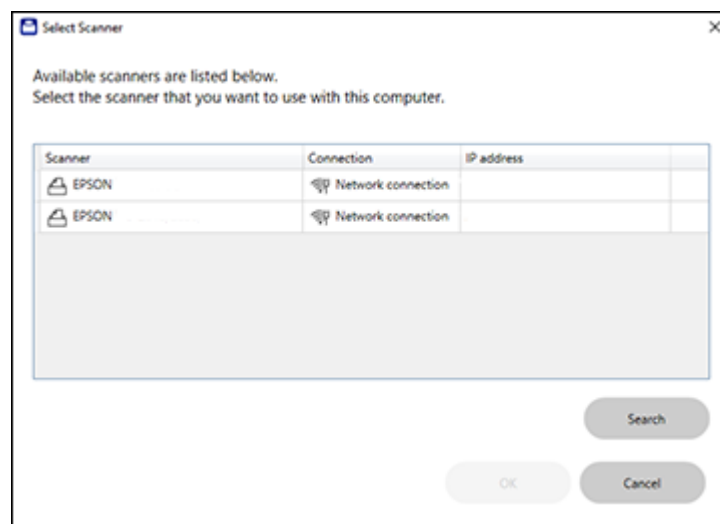 Select Scanner
Available scanners are listed below.
Select the scanner that you want to use with this computer.
Scanner Connection IP address
EPSON Network connection
EPSON Network connection
Search
OK Cancel